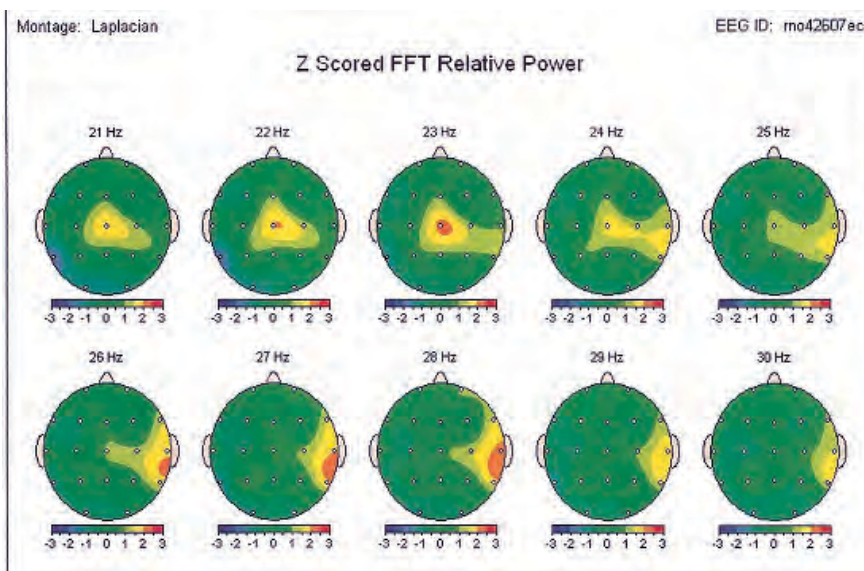 Montage: Laplacian EEG ID: rno42607ec
Z Scored FFT Relative Power
21 Hz 22 Hz 23 Hz 24 Hz 25 Hz
-3 -2 -1 0 1 2 3 -3 -2 -1 0 1 2 3 -3 -2 -1 0 1 2 3 -3 -2 -1 0 1 2 3 -3 -2 -1 0 1 2 3
26 Hz 27 Hz 28 Hz 29 Hz 30 Hz
-3 -2 -1 0 1 2 3 -3 -2 -1 0 1 2 3 -3 -2 -1 0 1 2 3 -3 -2 -1 0 1 2 3 -3 -2 -1 0 1 2 3